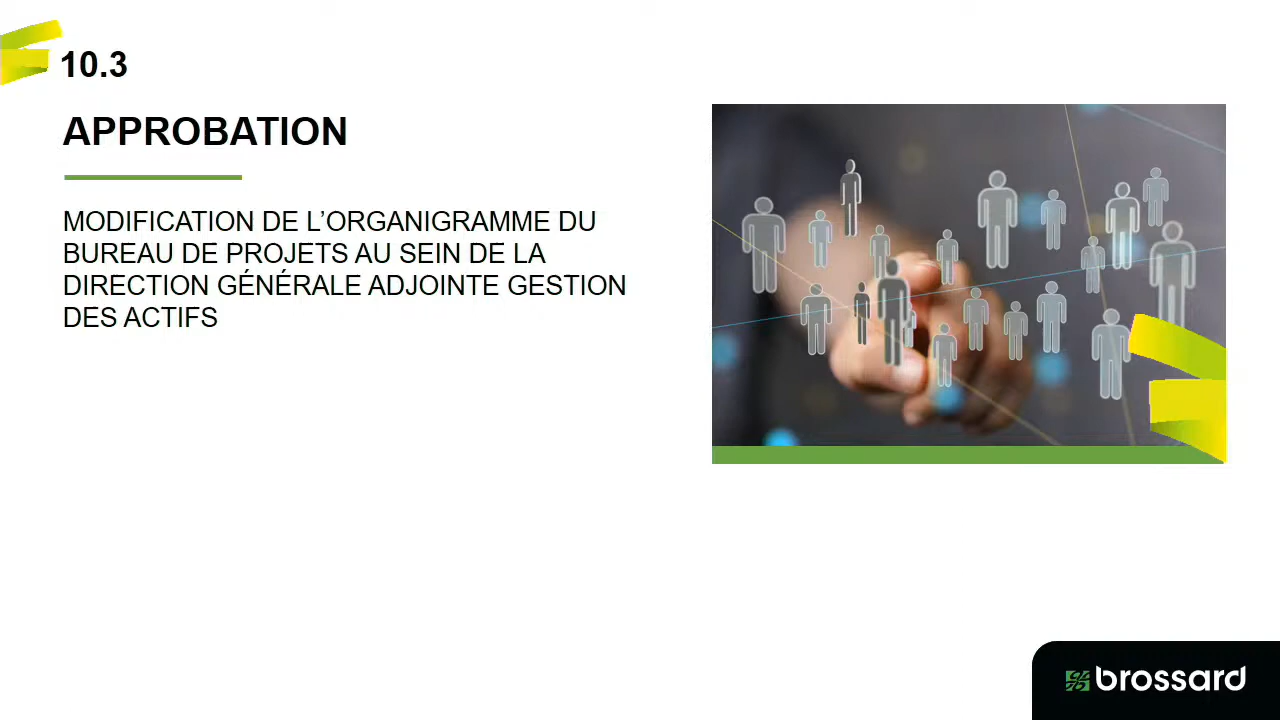 10.3
APPROBATION
MODIFICATION DE L’ORGANIGRAMME DU
BUREAU DE PROJETS AU SEIN DE LA
DIRECTION GÉNÉRALE ADJOINTE GESTION
DES ACTIFS
brossard